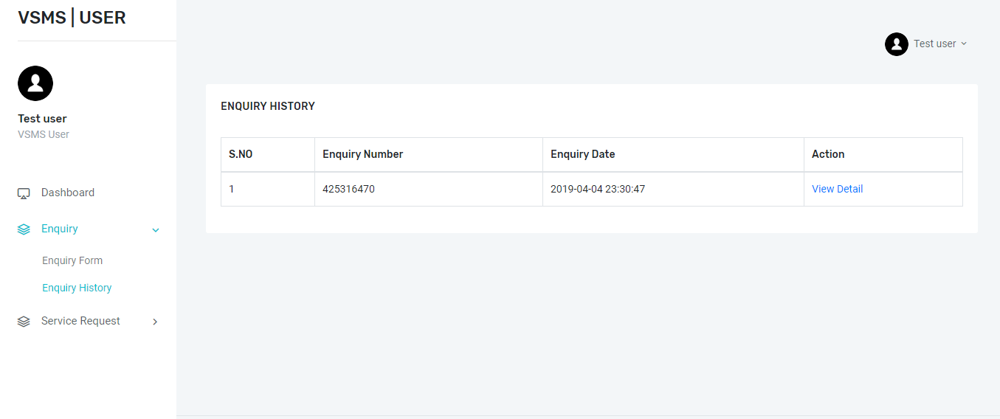 VSMS | USER
Test user
VSMS User
Dashboard
Enquiry
Enquiry Form
Enquiry History
Service Request
Test user
ENQUIRY HISTORY
S.NO Enquiry Number Enquiry Date Action
1 425316470 2019-04-04 23:30:47 View Detail